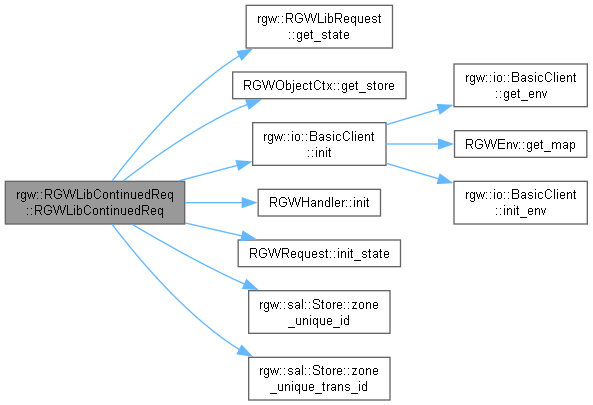 rgw::RGWLibContinuedReq
::RGWLibContinuedReq
rgw::RGWLibRequest
::get_state
RGWObjectCtx::get_store
rgw::io::BasicClient
::init
RGWHandler::init
RGWRequest::init_state
rgw::sal::Store::zone
_unique_id
rgw::sal::Store::zone
_unique_trans_id
rgw::io::BasicClient
::get_env
RGWEnv::get_map
rgw::io::BasicClient
::init_env